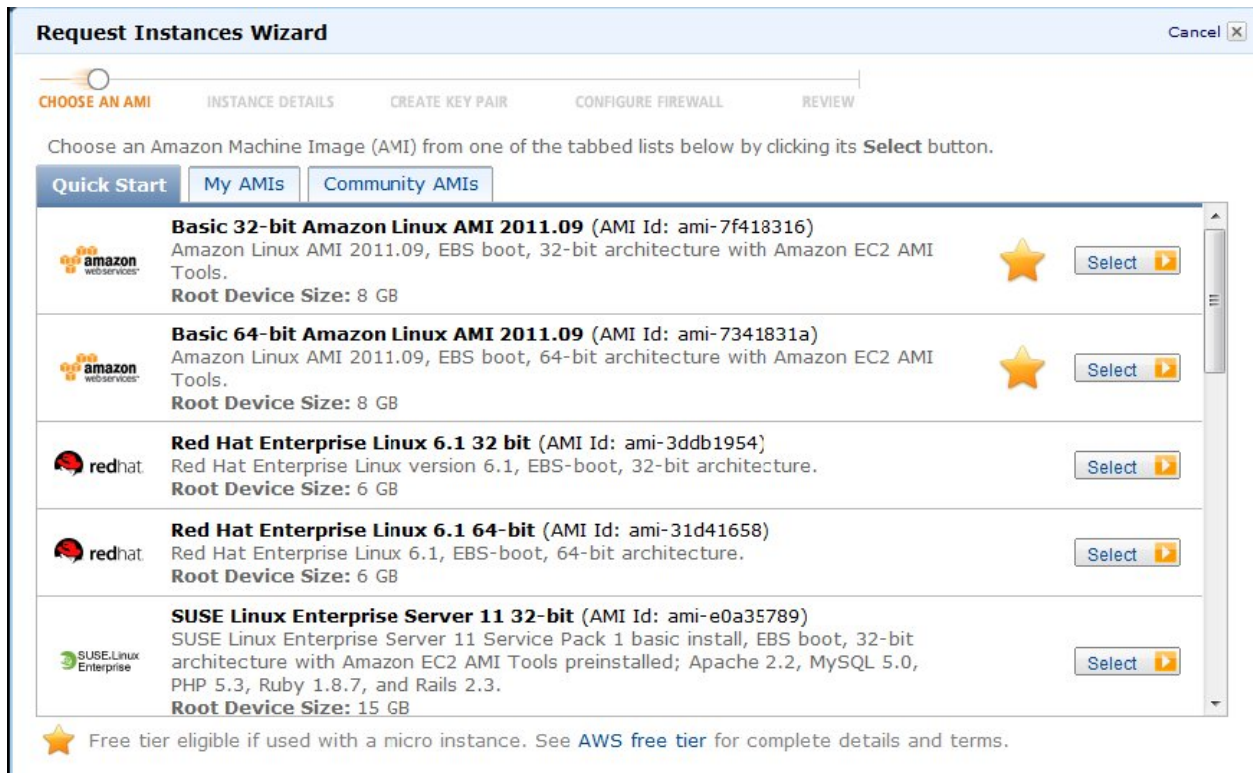 Request Instances Wizard
Cancel
CHOOSE AN AMI INSTANCE DETAILS CREATE KEY PAIR CONFIGURE FIREWALL REVIEW
Choose an Amazon Machine Image (AMI) from one of the tabbed lists below by clicking its Select button.
Quick Start My AMIs Community AMIs
amazon
webservices™
Basic 32-bit Amazon Linux AMI 2011.09 (AMI Id: ami-7f418316)
Amazon Linux AMI 2011.09, EBS boot, 32-bit architecture with Amazon EC2 AMI
Tools.
Root Device Size: 8 GB
Select
amazon
webservices™
Basic 64-bit Amazon Linux AMI 2011.09 (AMI Id: ami-7341831a)
Amazon Linux AMI 2011.09, EBS boot, 64-bit architecture with Amazon EC2 AMI
Tools.
Root Device Size: 8 GB
Select
redhat.
Red Hat Enterprise Linux 6.1 32 bit (AMI Id: ami-3ddb1954)
Red Hat Enterprise Linux version 6.1, EBS-boot, 32-bit architecture.
Root Device Size: 6 GB
Select
redhat.
Red Hat Enterprise Linux 6.1 64-bit (AMI Id: ami-31d41658)
Red Hat Enterprise Linux 6.1, EBS-boot, 64-bit architecture.
Root Device Size: 6 GB
Select
SUSE.Linux
Enterprise
SUSE Linux Enterprise Server 11 32-bit (AMI Id: ami-e0a35789)
SUSE Linux Enterprise Server 11 Service Pack 1 basic install, EBS boot, 32-bit
architecture with Amazon EC2 AMI Tools preinstalled; Apache 2.2, MySQL 5.0,
PHP 5.3, Ruby 1.8.7, and Rails 2.3.
Root Device Size: 15 GB
Select
Free tier eligible if used with a micro instance. See AWS free tier for complete details and terms.